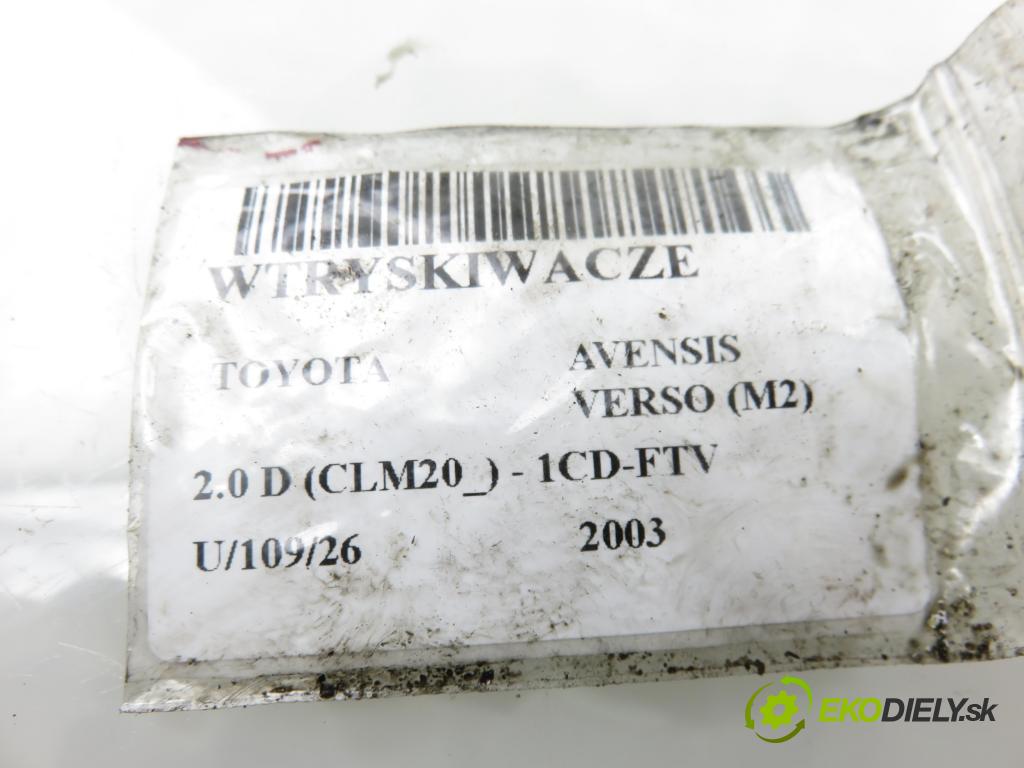 WTRYSKIWACZE
TOYOTA AVENSIS
VERSO (M2)
2.0 D (CLM20_) - 1CD-FTV
U/109/26 2003
EKODIELY.sk